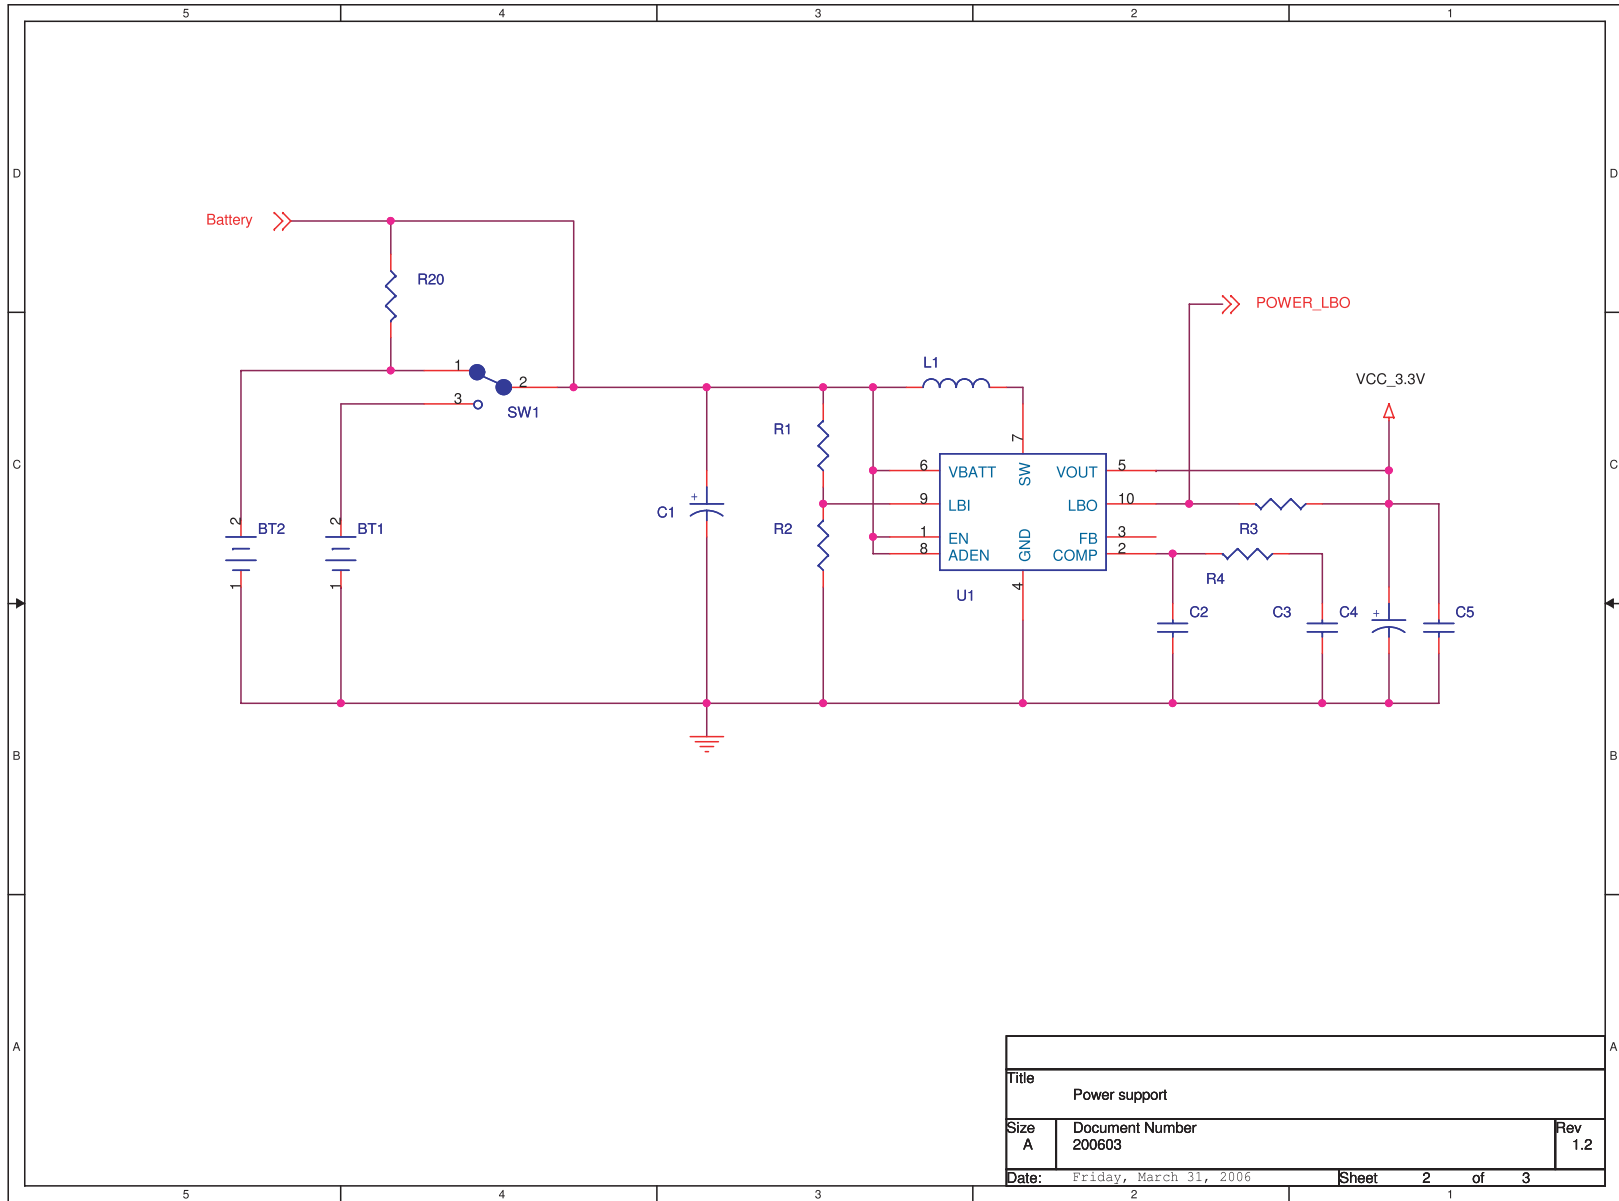 5 4 3 2 1
D D
Battery
R20
POWER_LBO
L1
VCC_3.3V
1
2
3
SW1
R1
7
C C
6 VBATT SW VOUT 5
9 LBI LBO 10
+
C1
2 BT2
2 BT1
R2
R3
1 EN GND FB 3
8 ADEN COMP 2
R4
1
1
4
U1
C2
C3
C4
+
C5
B B
A A
Title
Power support
Size
A
Document Number
200603
Rev
1.2
Date: Friday, March 31, 2006 Sheet 2 of 3
5 4 3 2 1